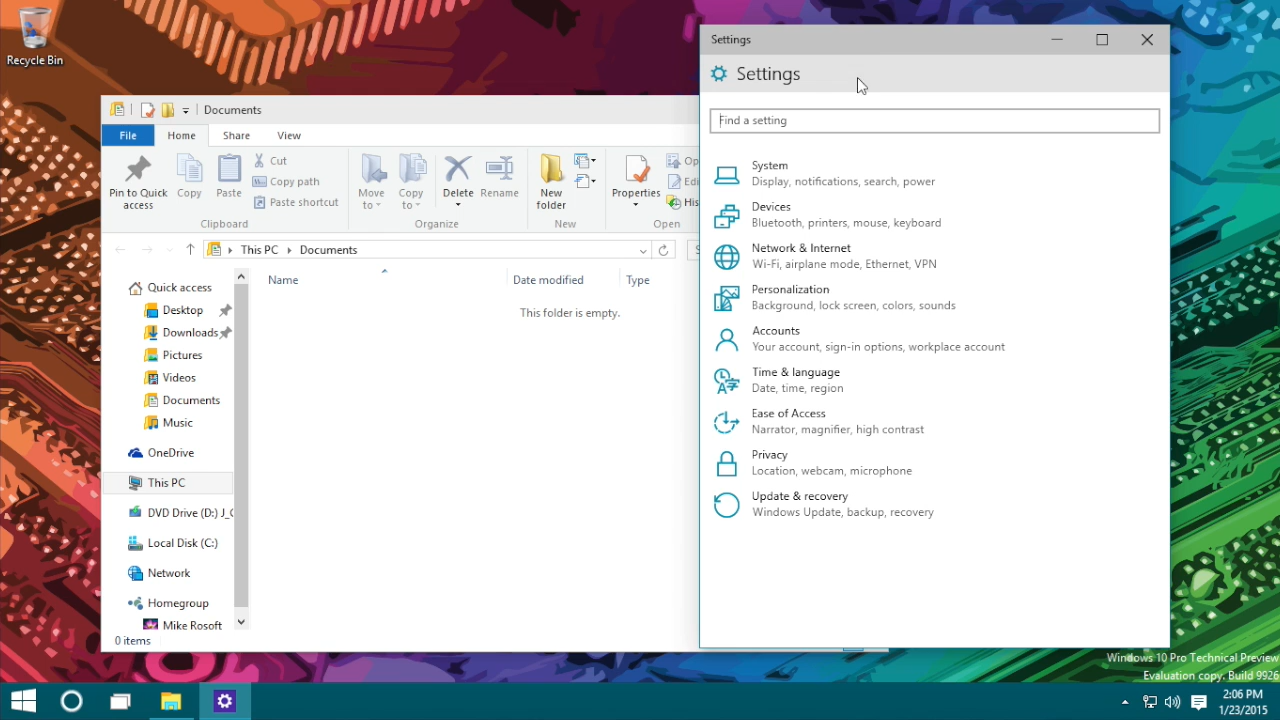 Recycle Bin
Documents
File Home Share View
Pin to Quick
access
Copy
Paste
Cut
Copy path
Paste shortcut
Clipboard
Move
to
Copy
to
Delete
Rename
Organize
New
folder
New
Properties
Open
This PC Documents
Name Date modified Type
This folder is empty.
Quick access
Desktop
Downloads
Pictures
Videos
Documents
Music
OneDrive
This PC
DVD Drive (D:) J_
Local Disk (C:)
Network
Homegroup
Mike Rosoft
0 items
Settings
Settings
Find a setting
System
Display, notifications, search, power
Devices
Bluetooth, printers, mouse, keyboard
Network & Internet
Wi-Fi, airplane mode, Ethernet, VPN
Personalization
Background, lock screen, colors, sounds
Accounts
Your account, sign-in options, workplace account
Time & language
Date, time, region
Ease of Access
Narrator, magnifier, high contrast
Privacy
Location, webcam, microphone
Update & recovery
Windows Update, backup, recovery
Windows 10 Pro Technical Preview
Evaluation copy. Build 9926
2:06 PM
1/23/2015